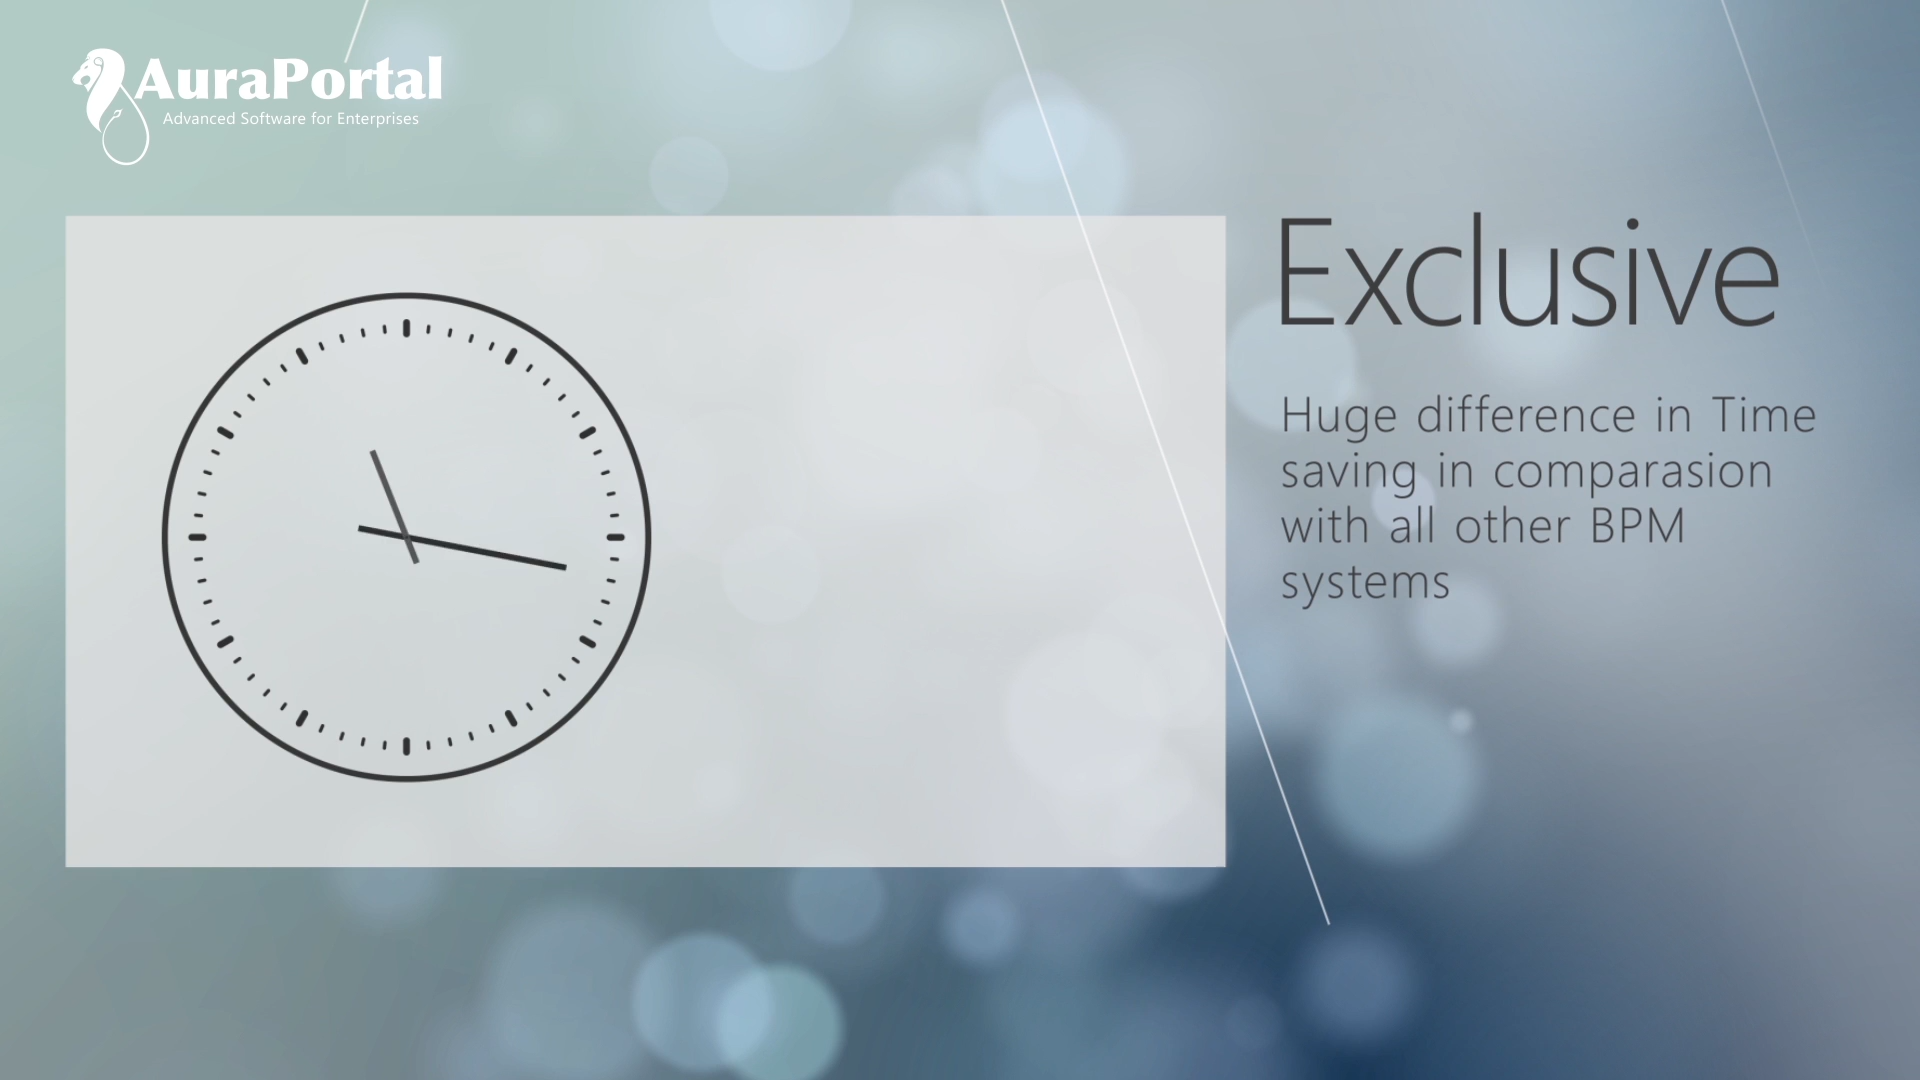 AuraPortal
Advanced Software for Enterprises
Exclusive
Huge difference in Time
saving in comparasion
with all other BPM
systems